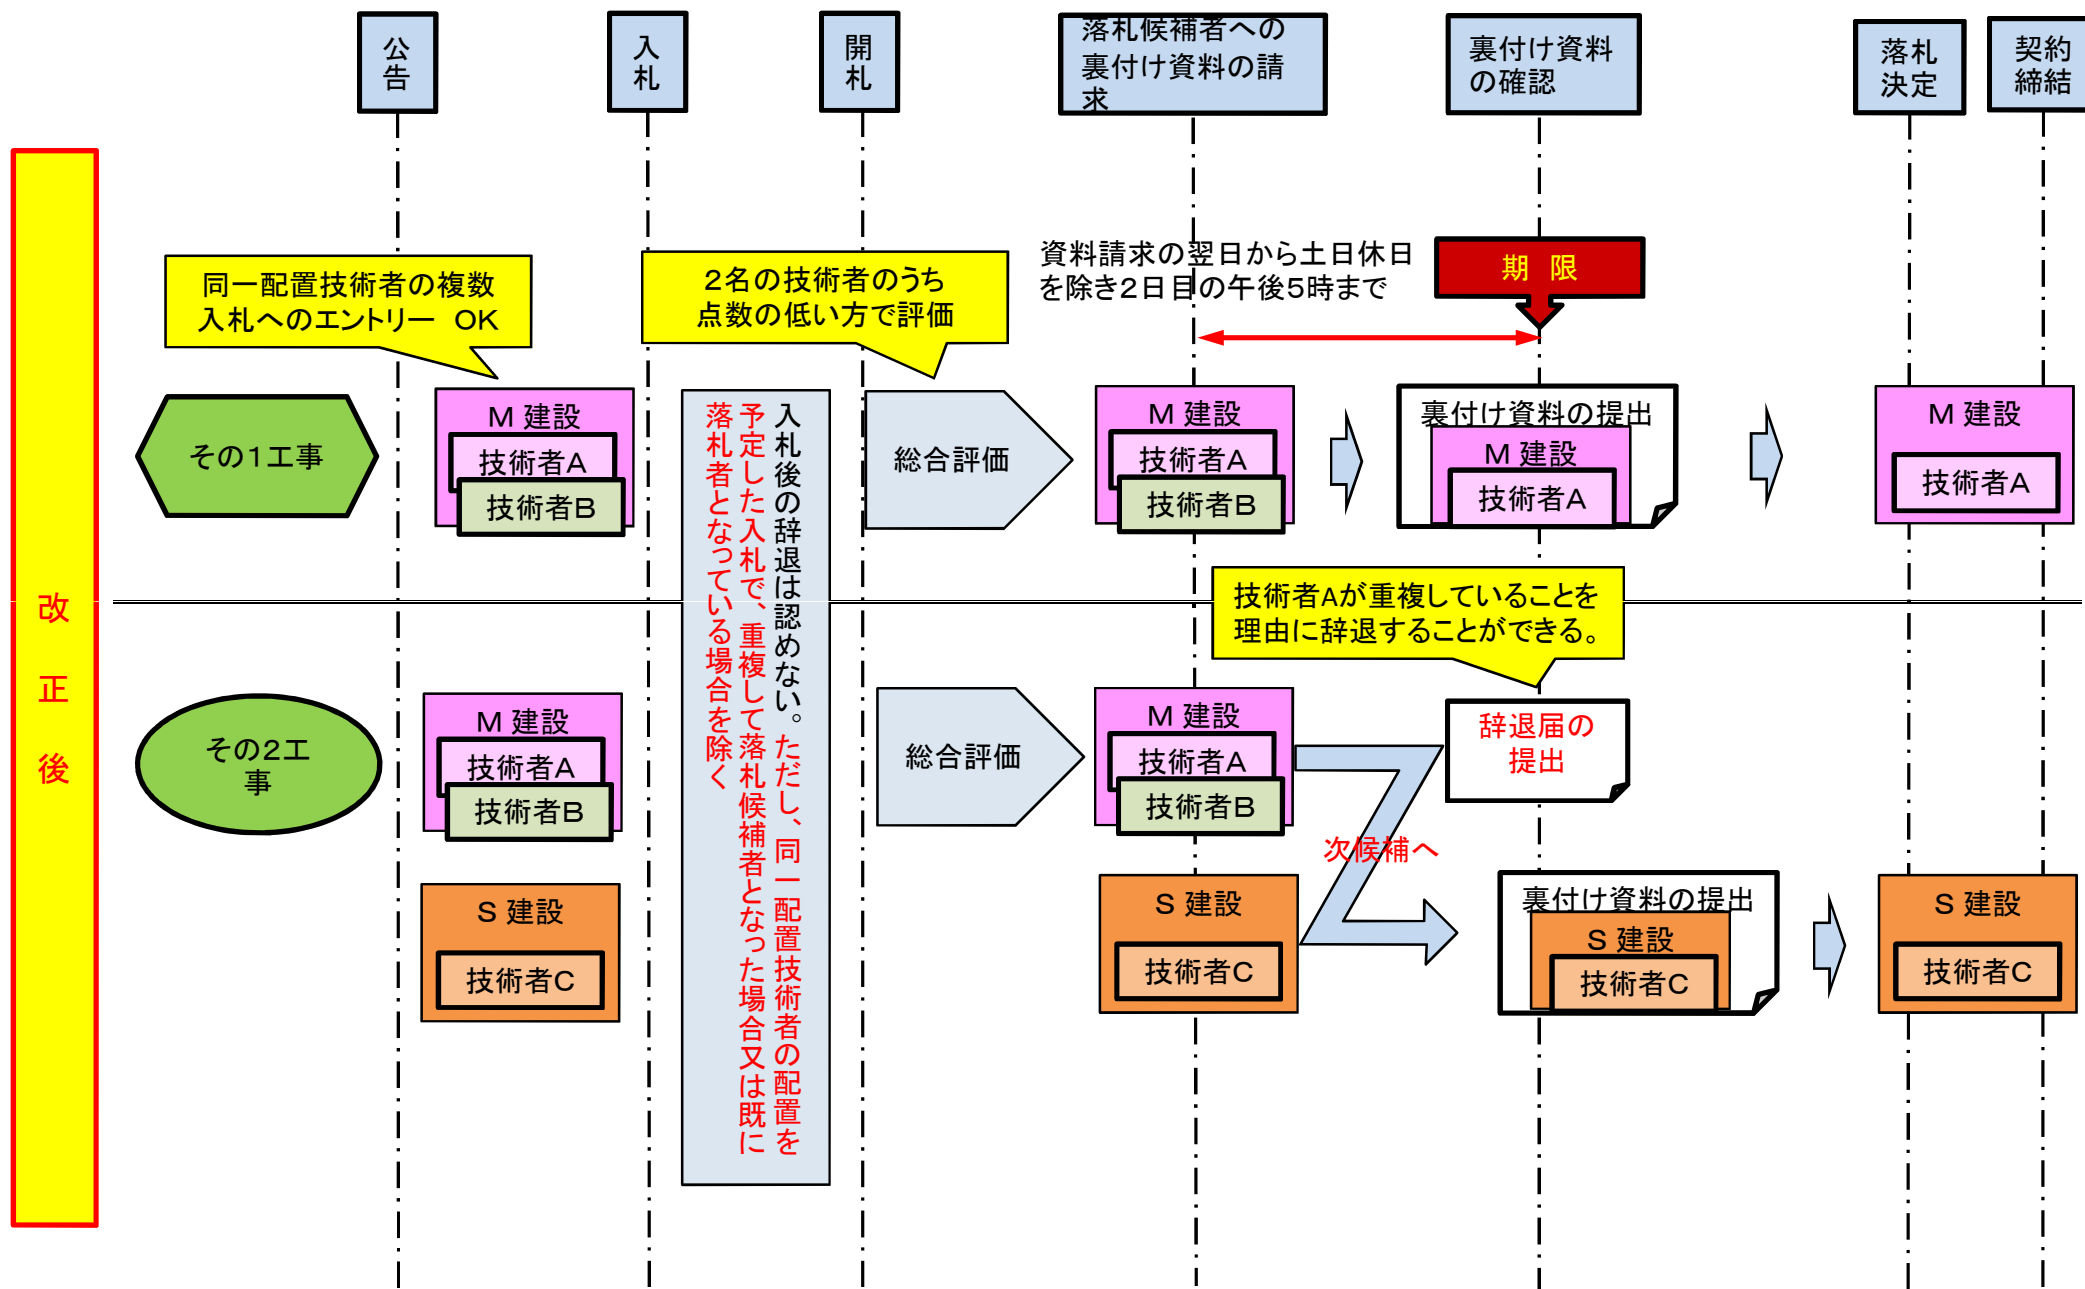 公
告
入
札
開
札
落札候補者への
裏付け資料の請
求
裏付け資料
の確認
落札
決定
契約
締結
改
正
後
同一配置技術者の複数
入札へのエントリー OK
2名の技術者のうち
点数の低い方で評価
資料請求の翌日から土日休日
を除き2日目の午後5時まで
期 限
その1工事
M 建設
技術者A
技術者B
入札後の辞退は認めない。ただし、同一配置技術者の配置を
予定した入札で、重複して落札候補者となった場合又は既に
落札者となっている場合を除く
総合評価
M 建設
技術者A
技術者B
裏付け資料の提出
M 建設
技術者A
M 建設
技術者A
技術者Aが重複していることを
理由に辞退することができる。
その2工
事
M 建設
技術者A
技術者B
総合評価
M 建設
技術者A
技術者B
辞退届の
提出
次候補へ
S 建設
技術者C
S 建設
技術者C
裏付け資料の提出
S 建設
技術者C
S 建設
技術者C